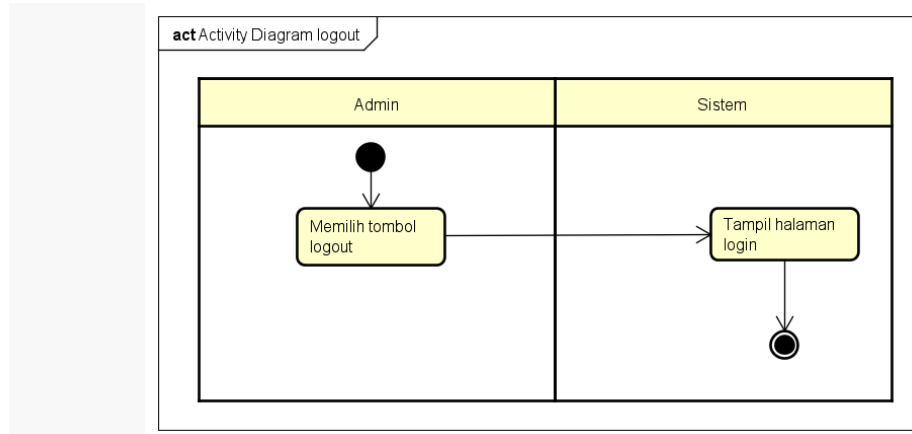 act Activity Diagram logout
Admin
Sistem
Memilih tombol
logout
Tampil halaman
login